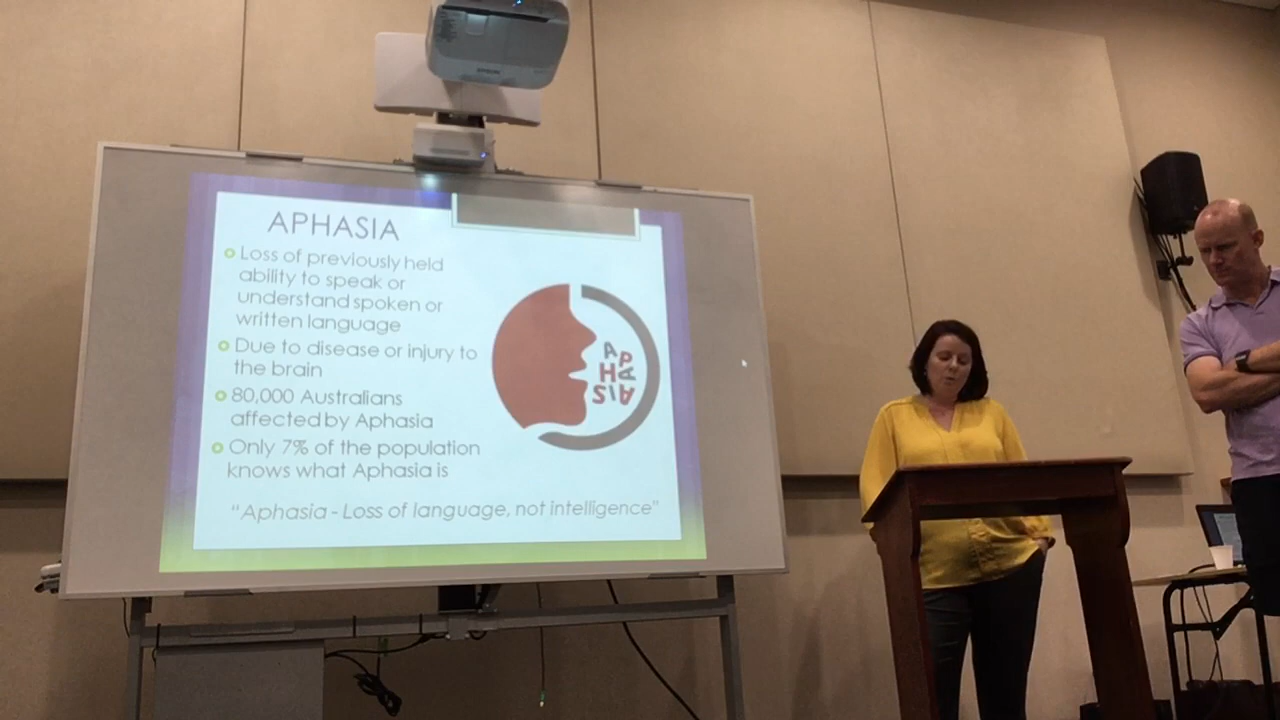 EPSON
APHASIA
Loss of previously held
ability to speak or
understand spoken or
written language
Due to disease or injury to
the brain
80,000 Australians
affected by Aphasia
Only 7% of the population
knows what Aphasia is
"Aphasia - Loss of language, not intelligence"
APHASIA